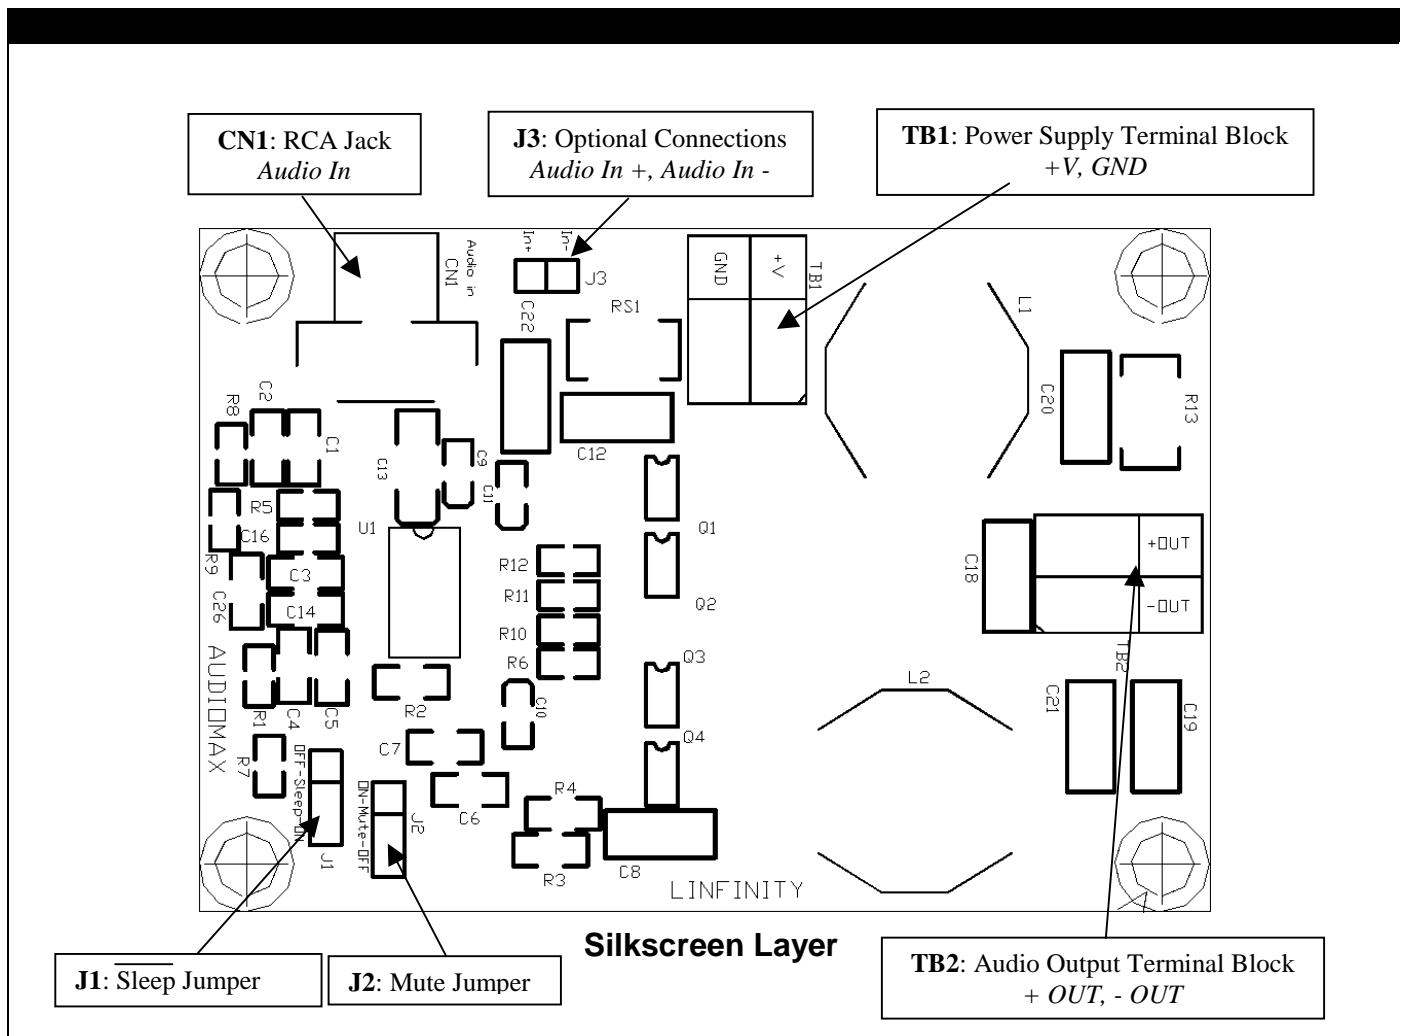 CN1: RCA Jack
Audio In
J3: Optional Connections
Audio In +, Audio In -
TB1: Power Supply Terminal Block
+V, GND
Audio in
CN1
In+
In-
J3
GND
+V
TB1
C22
RS1
L1
C20
R13
R8
C2
C1
C13
C9
C11
C12
R5
C16
U1
Q1
R9
C3
R12
C18
+OUT
C26
C14
R11
Q2
-OUT
R10
R6
Q3
TB2
AUDIOMAX
R1
C4
C5
R2
C10
L2
C21
C19
R7
OFF-Sleep-ON
C7
Q4
ON-Mute-OFF
J2
C6
R4
J1
R3
C8
LINFINITY
Silkscreen Layer
J1: Sleep Jumper
J2: Mute Jumper
TB2: Audio Output Terminal Block
+ OUT, - OUT